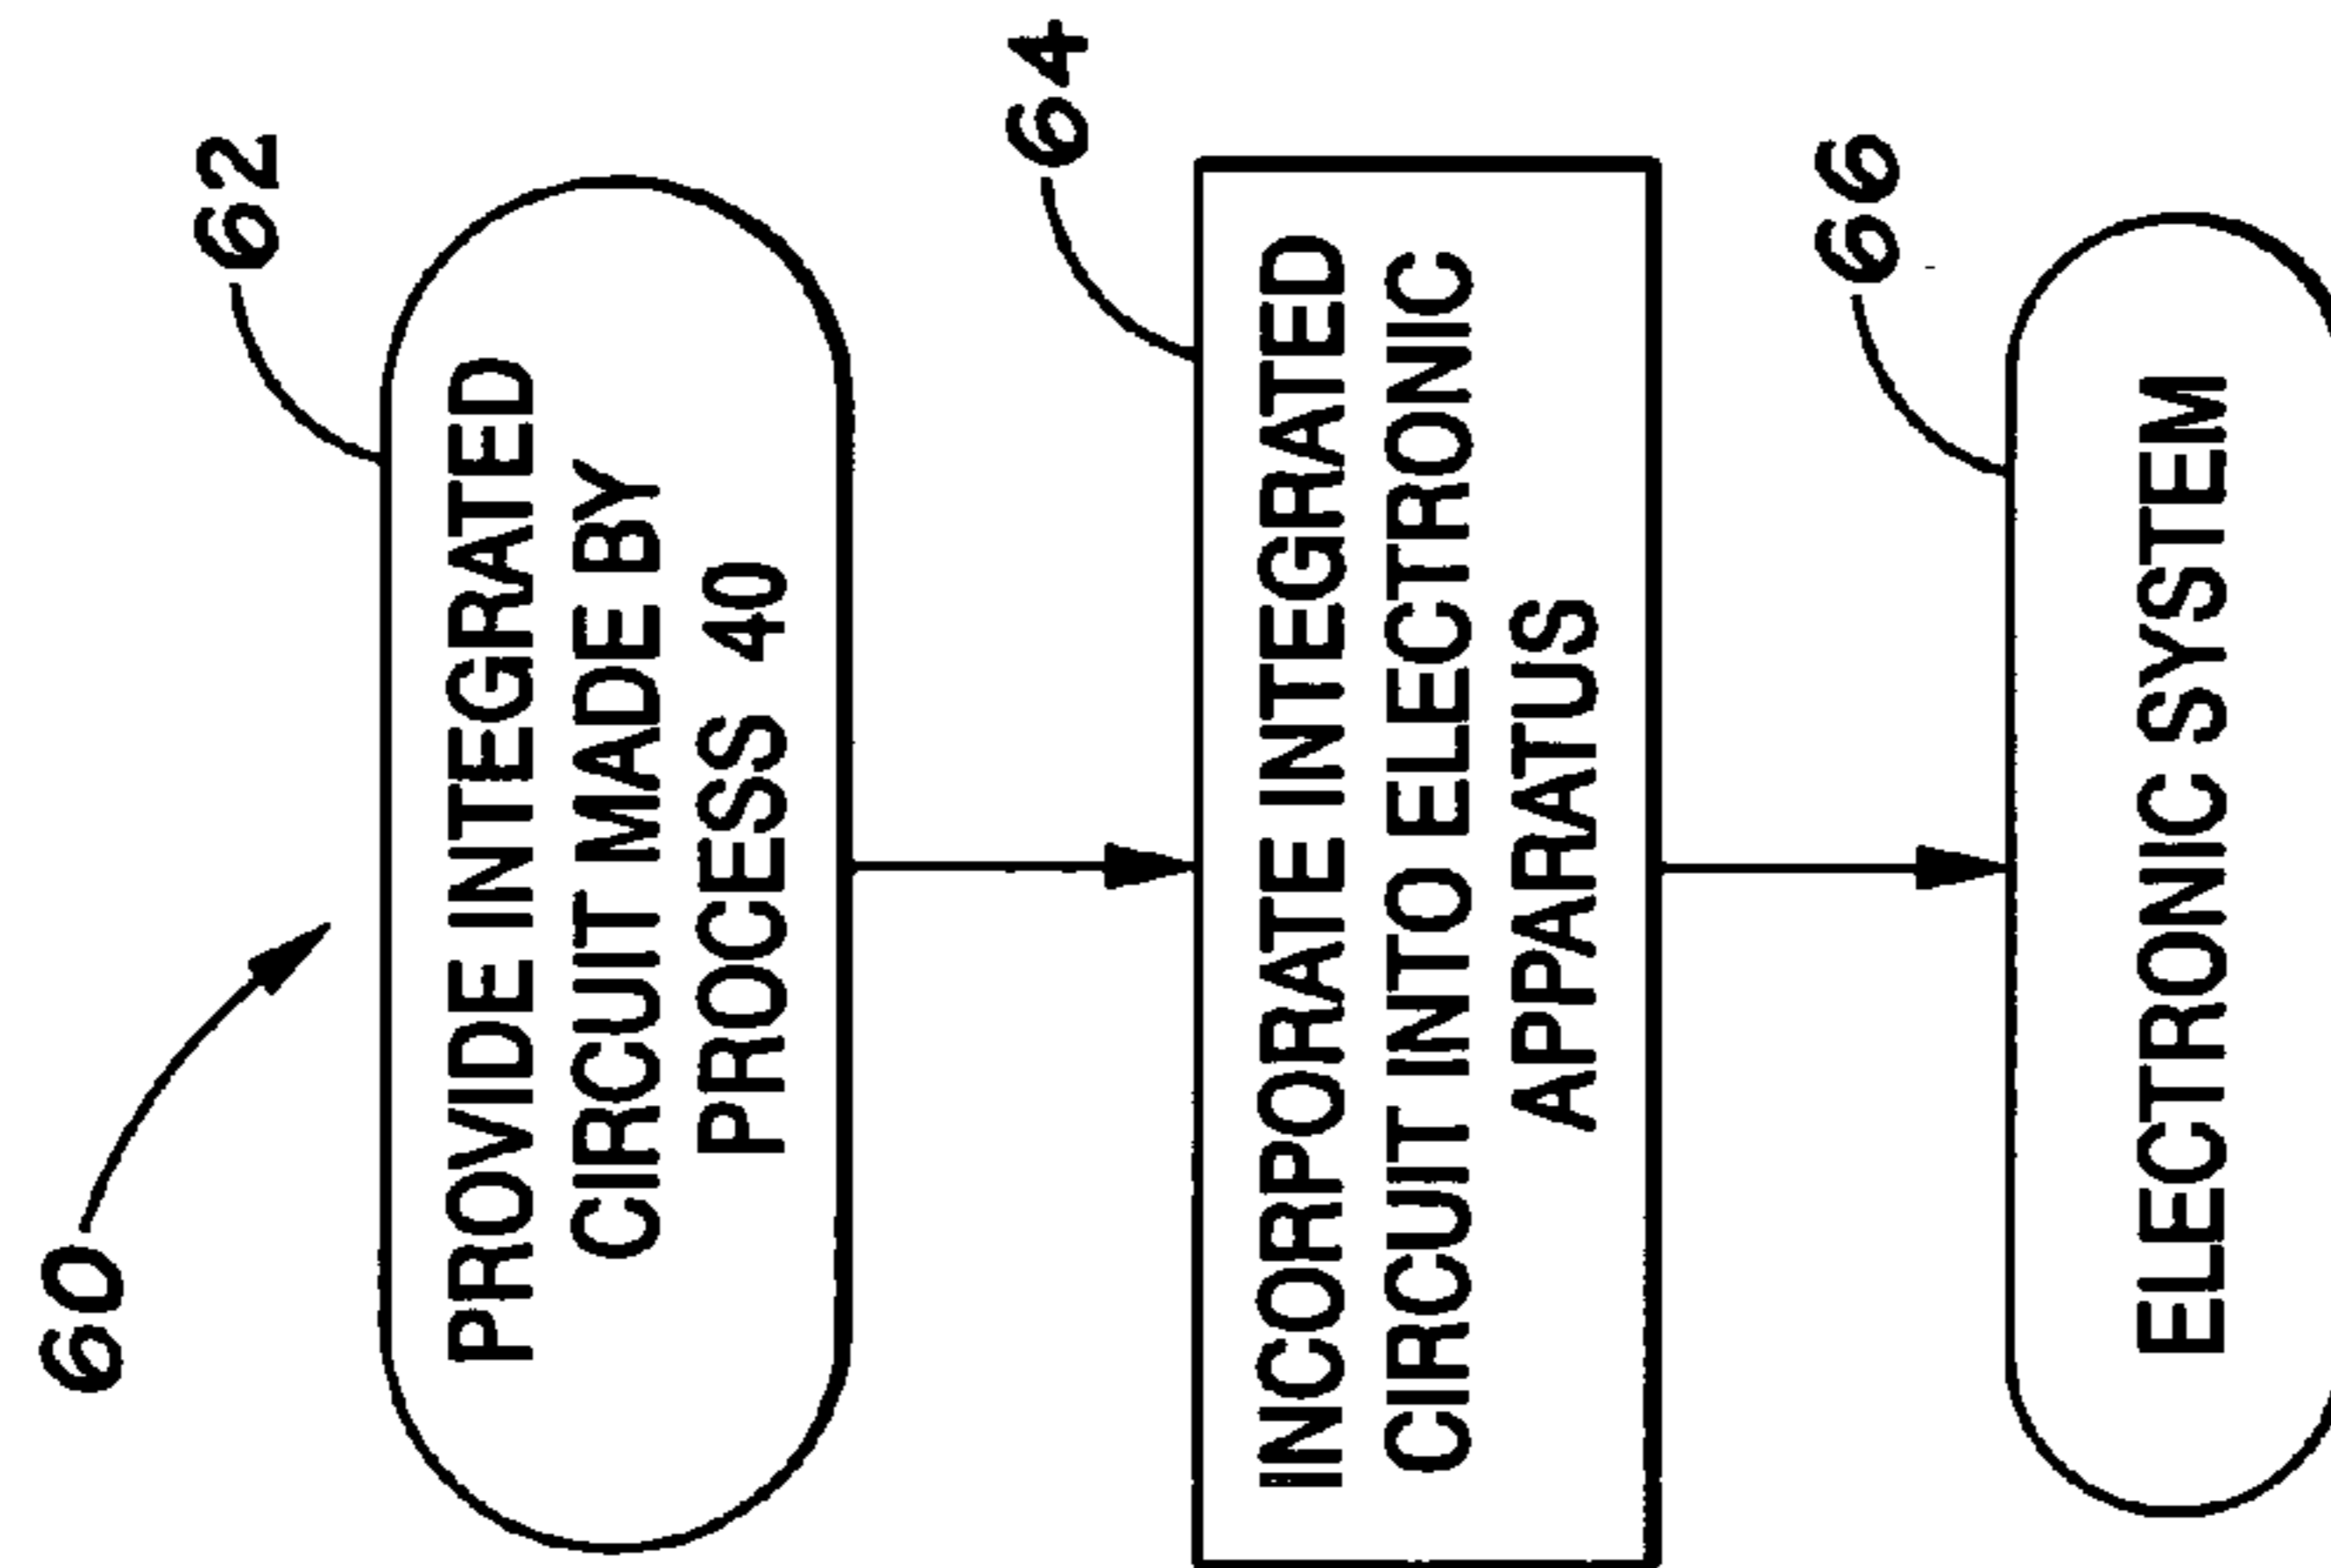 60
62
PROVIDE INTEGRATED
CIRCUIT MADE BY
PROCESS 40
64
INCORPORATE INTEGRATED
CIRCUIT INTO ELECTRONIC
APPARATUS
66
ELECTRONIC SYSTEM